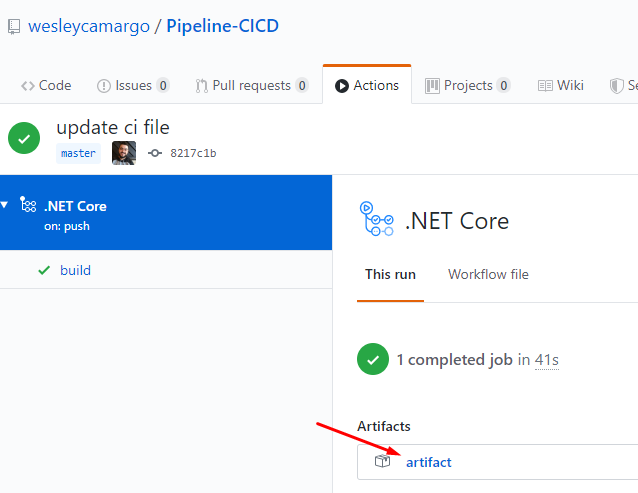 wesleycamargo / Pipeline-CICD
Code Issues 0 Pull requests 0 Actions Projects 0 Wiki
update ci file
master 8217c1b
.NET Core
on: push
build
.NET Core
This run Workflow file
1 completed job in 41s
Artifacts
artifact